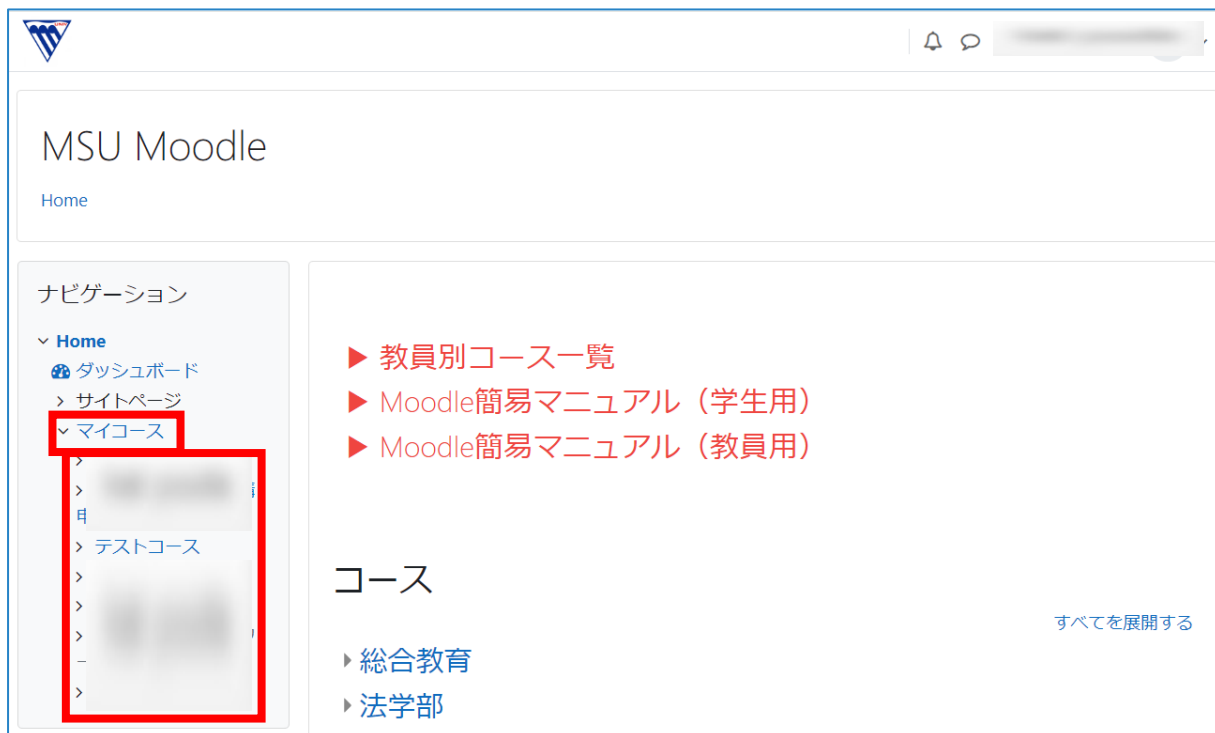 MSU Moodle
Home
ナビゲーション
Home
ダッシュボード
サイトページ
マイコース
テストコース
▶ 教員別コース一覧
▶ Moodle簡易マニュアル（学生用）
▶ Moodle簡易マニュアル（教員用）
コース
すべてを展開する
総合教育
法学部